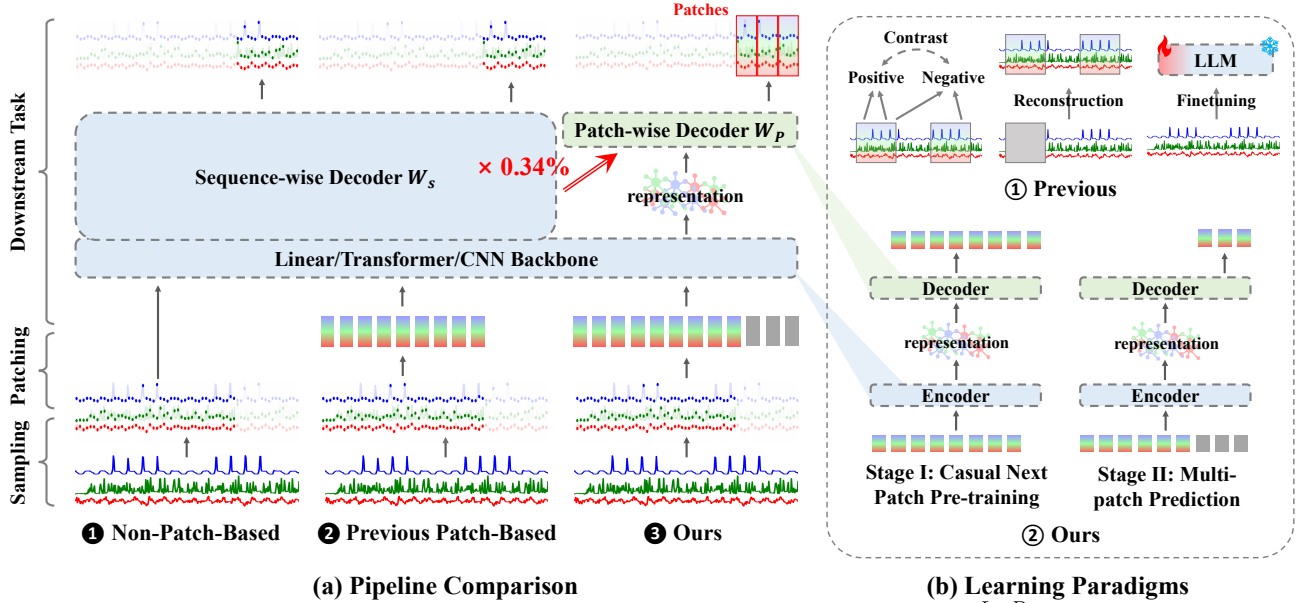 Downstream Task
Patching
Sampling
Patches
Sequence-wise Decoder W_s
× 0.34%
Patch-wise Decoder W_P
representation
Linear/Transformer/CNN Backbone
❶ Non-Patch-Based
❷ Previous Patch-Based
❸ Ours
(a) Pipeline Comparison
Contrast
Positive
Negative
Reconstruction
LLM
Finetuning
① Previous
Decoder
representation
Encoder
Stage I: Casual Next
Patch Pre-training
Decoder
representation
Encoder
Stage II: Multi-
patch Prediction
② Ours
(b) Learning Paradigms